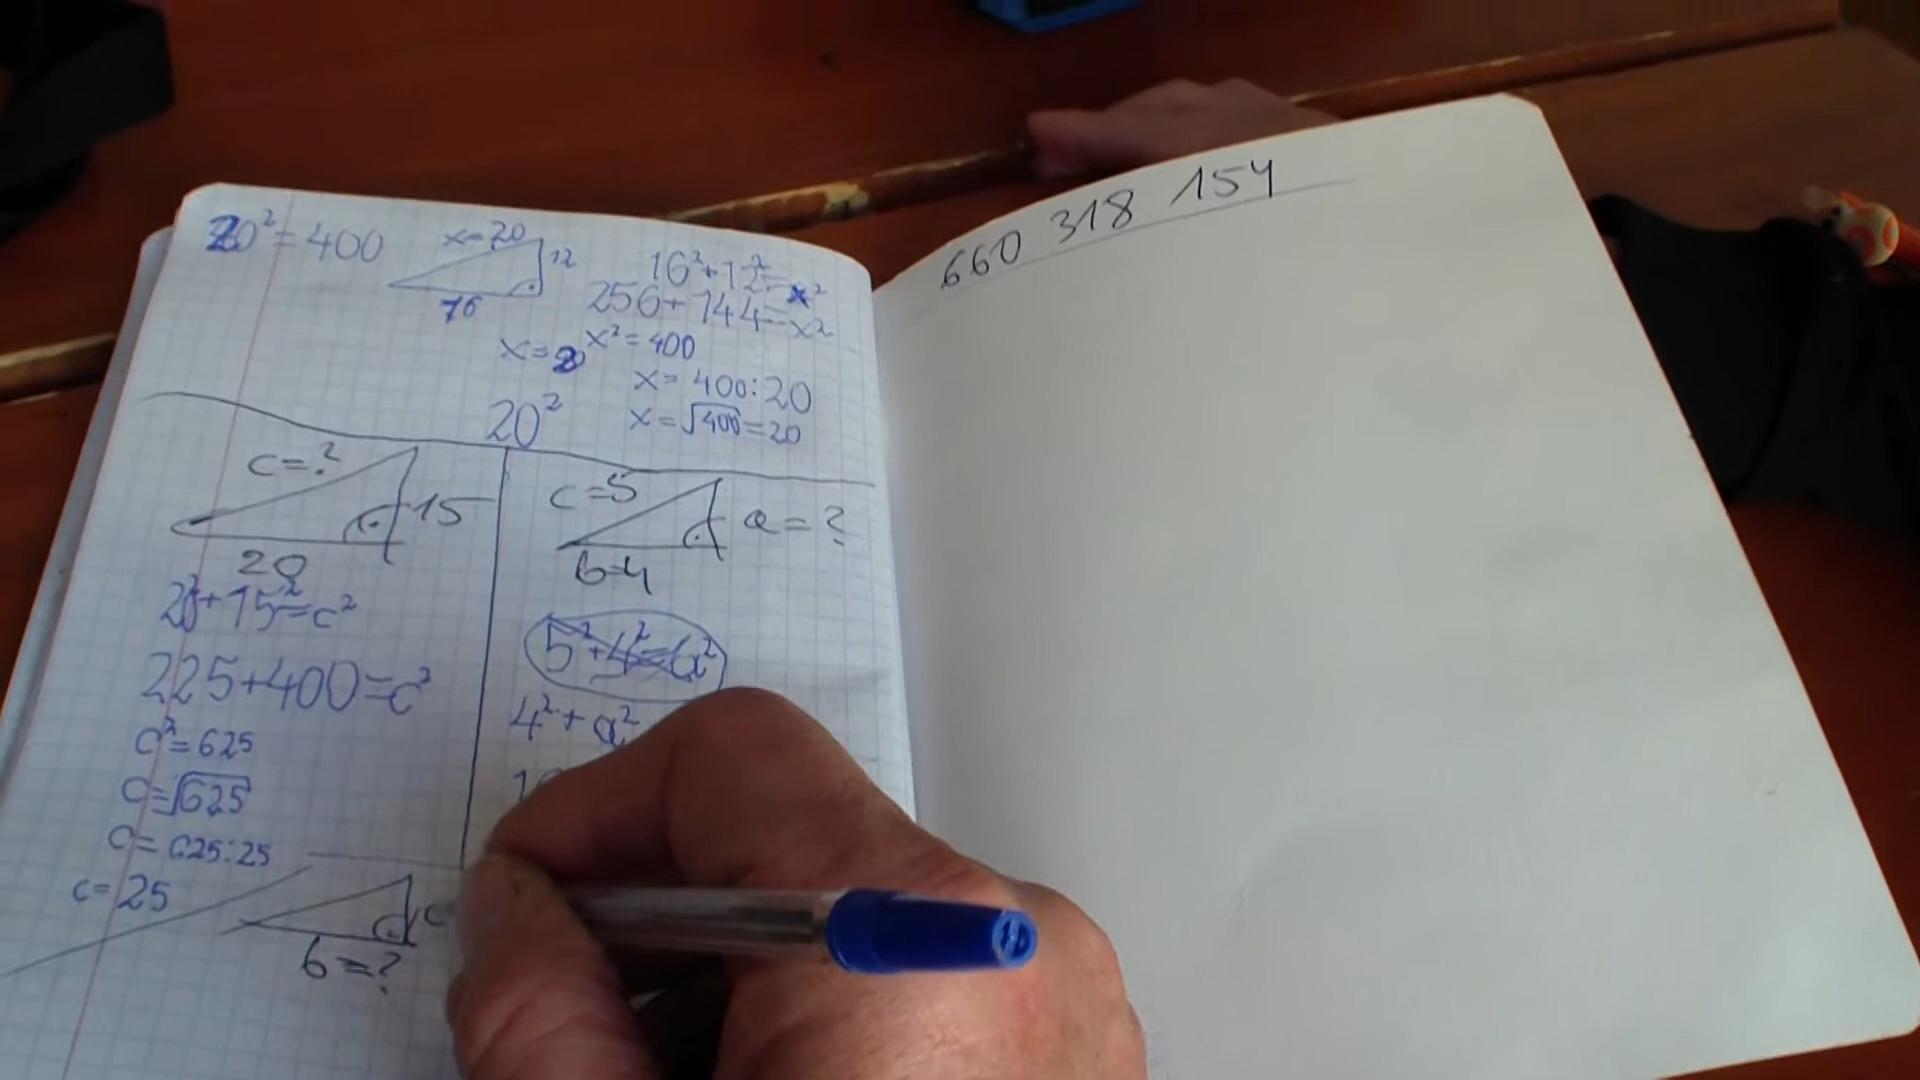 20² = 400
x = 20
12
16
16² + 12² = x²
256 + 144 = x²
x² = 400
x = 20
x = 400 : 20
x = √400 = 20
20²
c = ?
15
20
20² + 15² = c²
225 + 400 = c²
c² = 625
c = √625
c = 625 : 25
c = 25
c = 5
a = ?
b = 4
5² + 4² = a²
4² + a²
b = ?
660 318 154